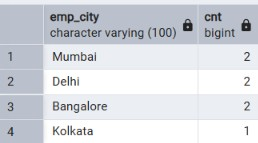 emp_city cnt
character varying (100) bigint
1 Mumbai 2
2 Delhi 2
3 Bangalore 2
4 Kolkata 1